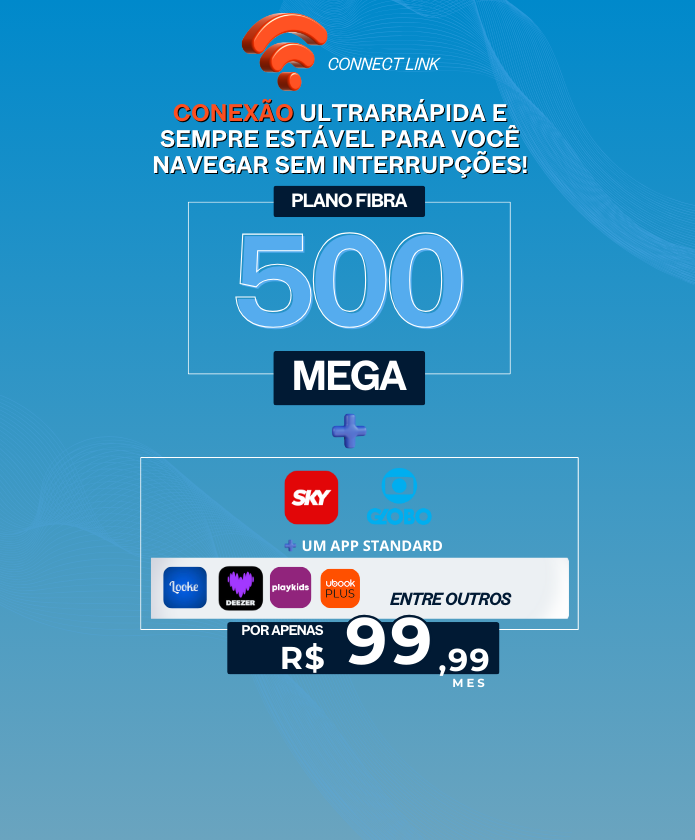 CONNECT LINK
CONEXÃO ULTRARRÁPIDA E
SEMPRE ESTÁVEL PARA VOCÊ
NAVEGAR SEM INTERRUPÇÕES!
PLANO FIBRA
500
MEGA
+
SKY
GLOBO
+ UM APP STANDARD
Looke
DEEZER
playkids
ubook
PLUS
ENTRE OUTROS
POR APENAS
R$ 99,99
MES